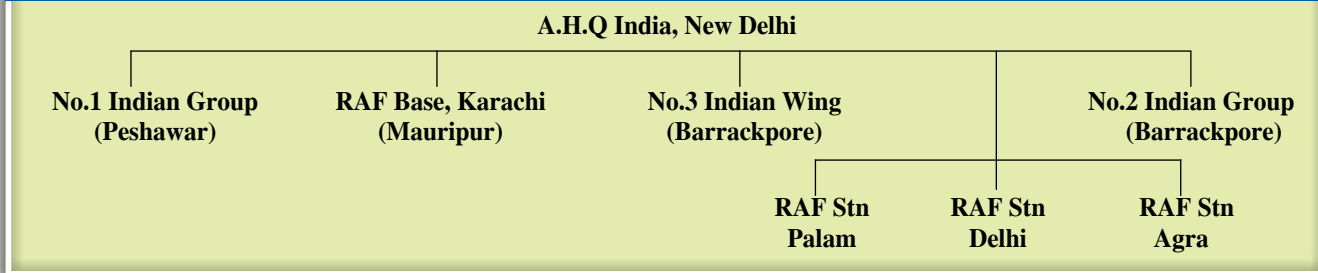 A.H.Q India, New Delhi
No.1 Indian Group
(Peshawar)
RAF Base, Karachi
(Mauripur)
No.3 Indian Wing
(Barrackpore)
No.2 Indian Group
(Barrackpore)
RAF Stn
Palam
RAF Stn
Delhi
RAF Stn
Agra